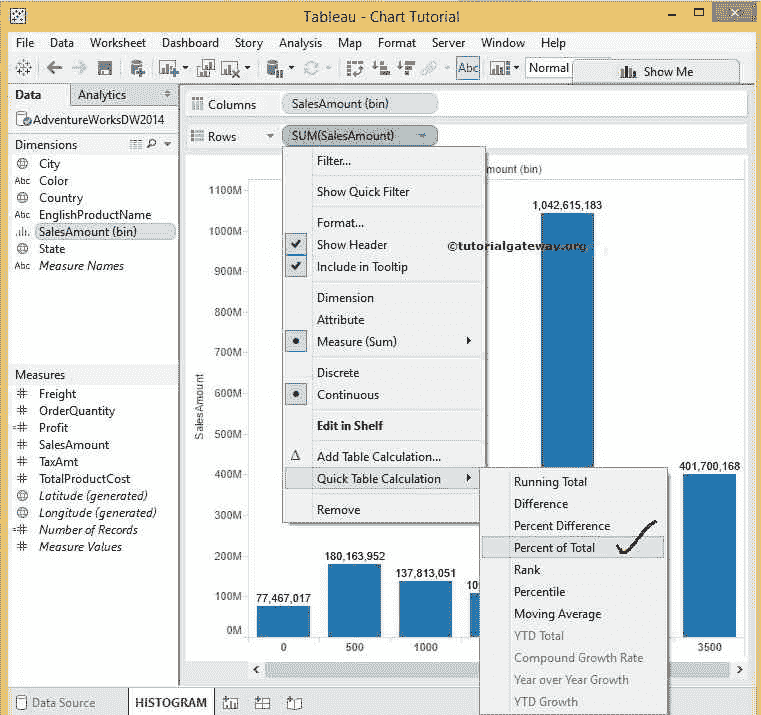 Tableau - Chart Tutorial
File Data Worksheet Dashboard Story Analysis Map Format Server Window Help
Abc Normal Show Me
Data Analytics
AdventureWorksDW2014
Dimensions
City
Abc Color
Country
Abc EnglishProductName
SalesAmount (bin)
State
Abc Measure Names
Measures
Freight
OrderQuantity
Profit
SalesAmount
TaxAmt
TotalProductCost
Latitude (generated)
Longitude (generated)
Number of Records
Measure Values
Columns SalesAmount (bin)
Rows SUM(SalesAmount)
Filter...
Show Quick Filter
Format...
Show Header
Include in Tooltip
Dimension
Attribute
Measure (Sum)
Discrete
Continuous
Edit in Shelf
Δ Add Table Calculation...
Quick Table Calculation
Remove
Running Total
Difference
Percent Difference
Percent of Total
Rank
Percentile
Moving Average
YTD Total
Compound Growth Rate
Year over Year Growth
YTD Growth
mount (bin)
©tutorialgateway.org
SalesAmount
1100M
1000M
900M
800M
700M
600M
500M
400M
300M
200M
100M
0M
77,467,017
180,163,952
137,813,051
10
1,042,615,183
401,700,168
0 500 1000 3500
Data Source HISTOGRAM